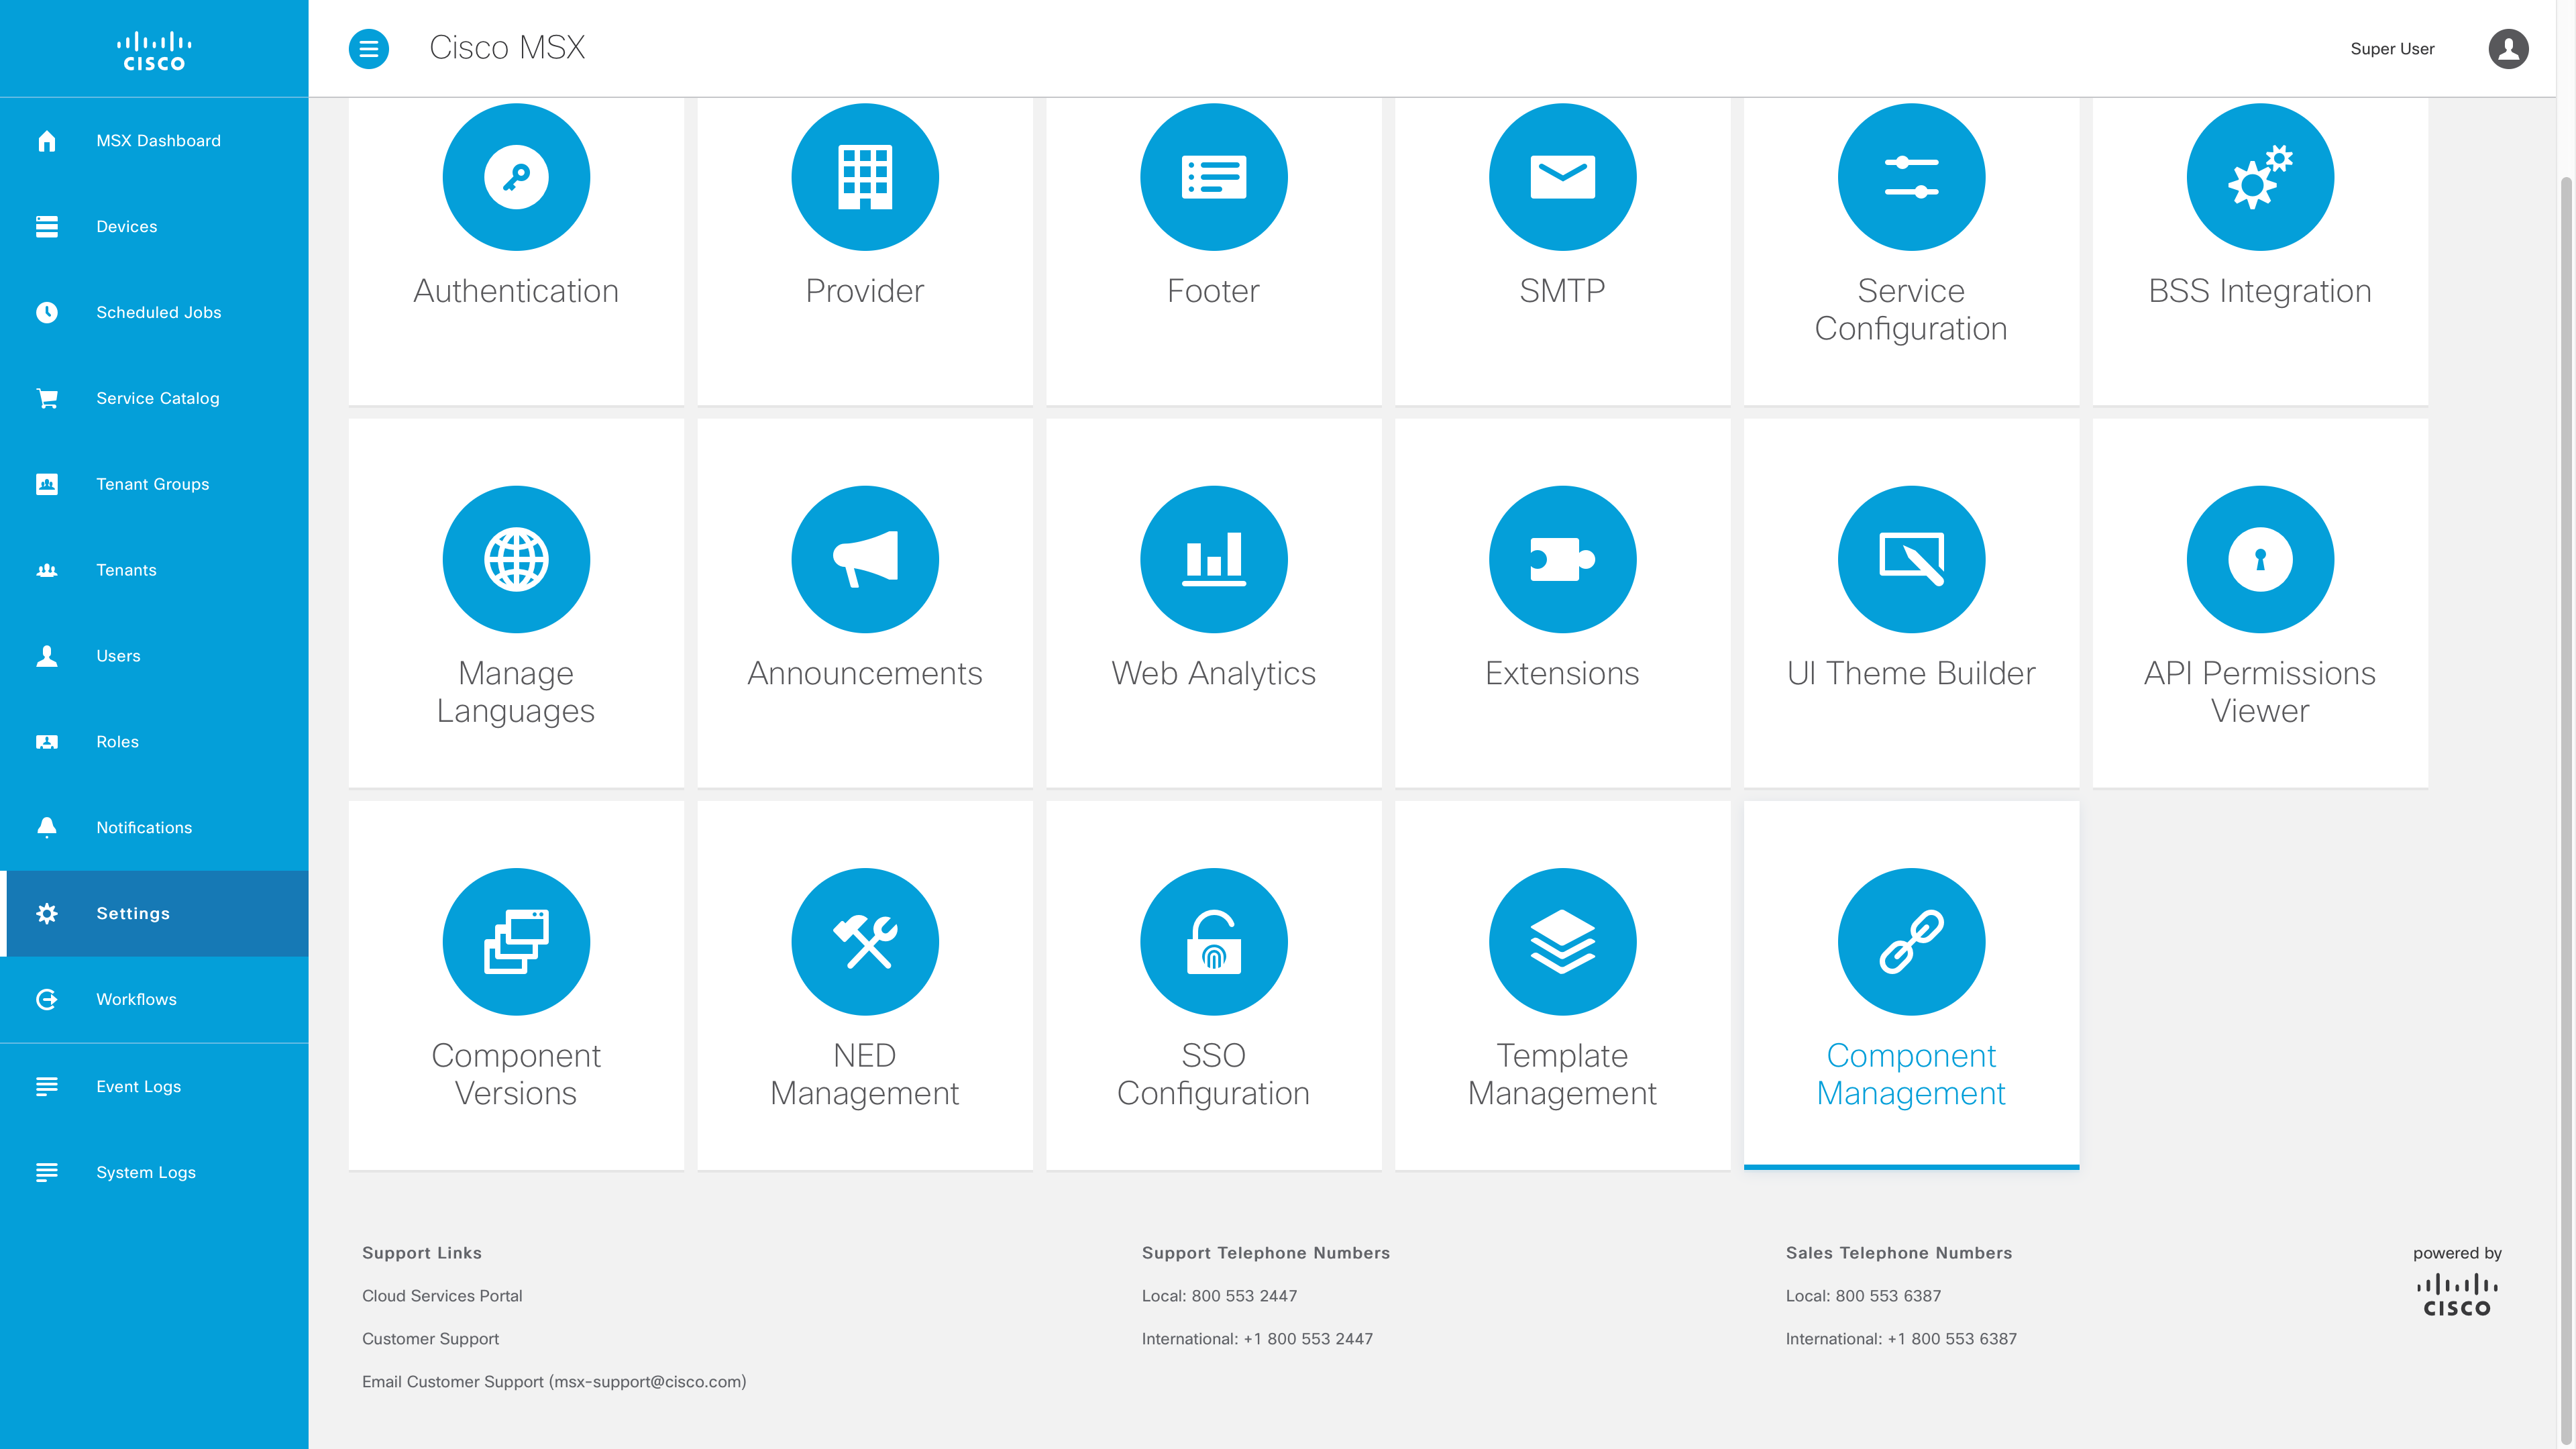 CISCO
Cisco MSX
Super User
MSX Dashboard
Devices
Scheduled Jobs
Service Catalog
Tenant Groups
Tenants
Users
Roles
Notifications
Settings
Workflows
Event Logs
System Logs
Authentication
Provider
Footer
SMTP
Service
Configuration
BSS Integration
Manage
Languages
Announcements
Web Analytics
Extensions
UI Theme Builder
API Permissions
Viewer
Component
Versions
NED
Management
SSO
Configuration
Template
Management
Component
Management
Support Links
Cloud Services Portal
Customer Support
Email Customer Support (msx-support@cisco.com)
Support Telephone Numbers
Local: 800 553 2447
International: +1 800 553 2447
Sales Telephone Numbers
Local: 800 553 6387
International: +1 800 553 6387
powered by
CISCO